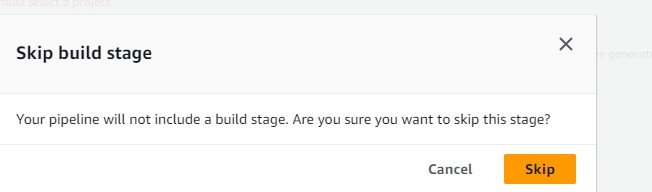 must select a project
Skip build stage
Your pipeline will not include a build stage. Are you sure you want to skip this stage?
Cancel
Skip